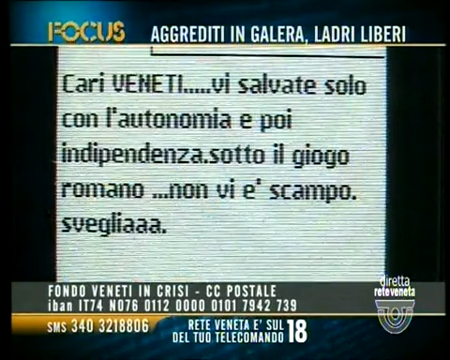 FOCUS AGGREDITI IN GALERA, LADRI LIBERI
Cari VENETI.....vi salvate solo
con l'autonomia e poi
indipendenza.sotto il giogo
romano ...non vi e' scampo.
svegliaaa.
FONDO VENETI IN CRISI - CC POSTALE
iban IT74 N076 0112 0000 0101 7942 739
diretta
reteveneta
SMS 340 3218806
RETE VENETA E' SUL
DEL TUO TELECOMANDO 18